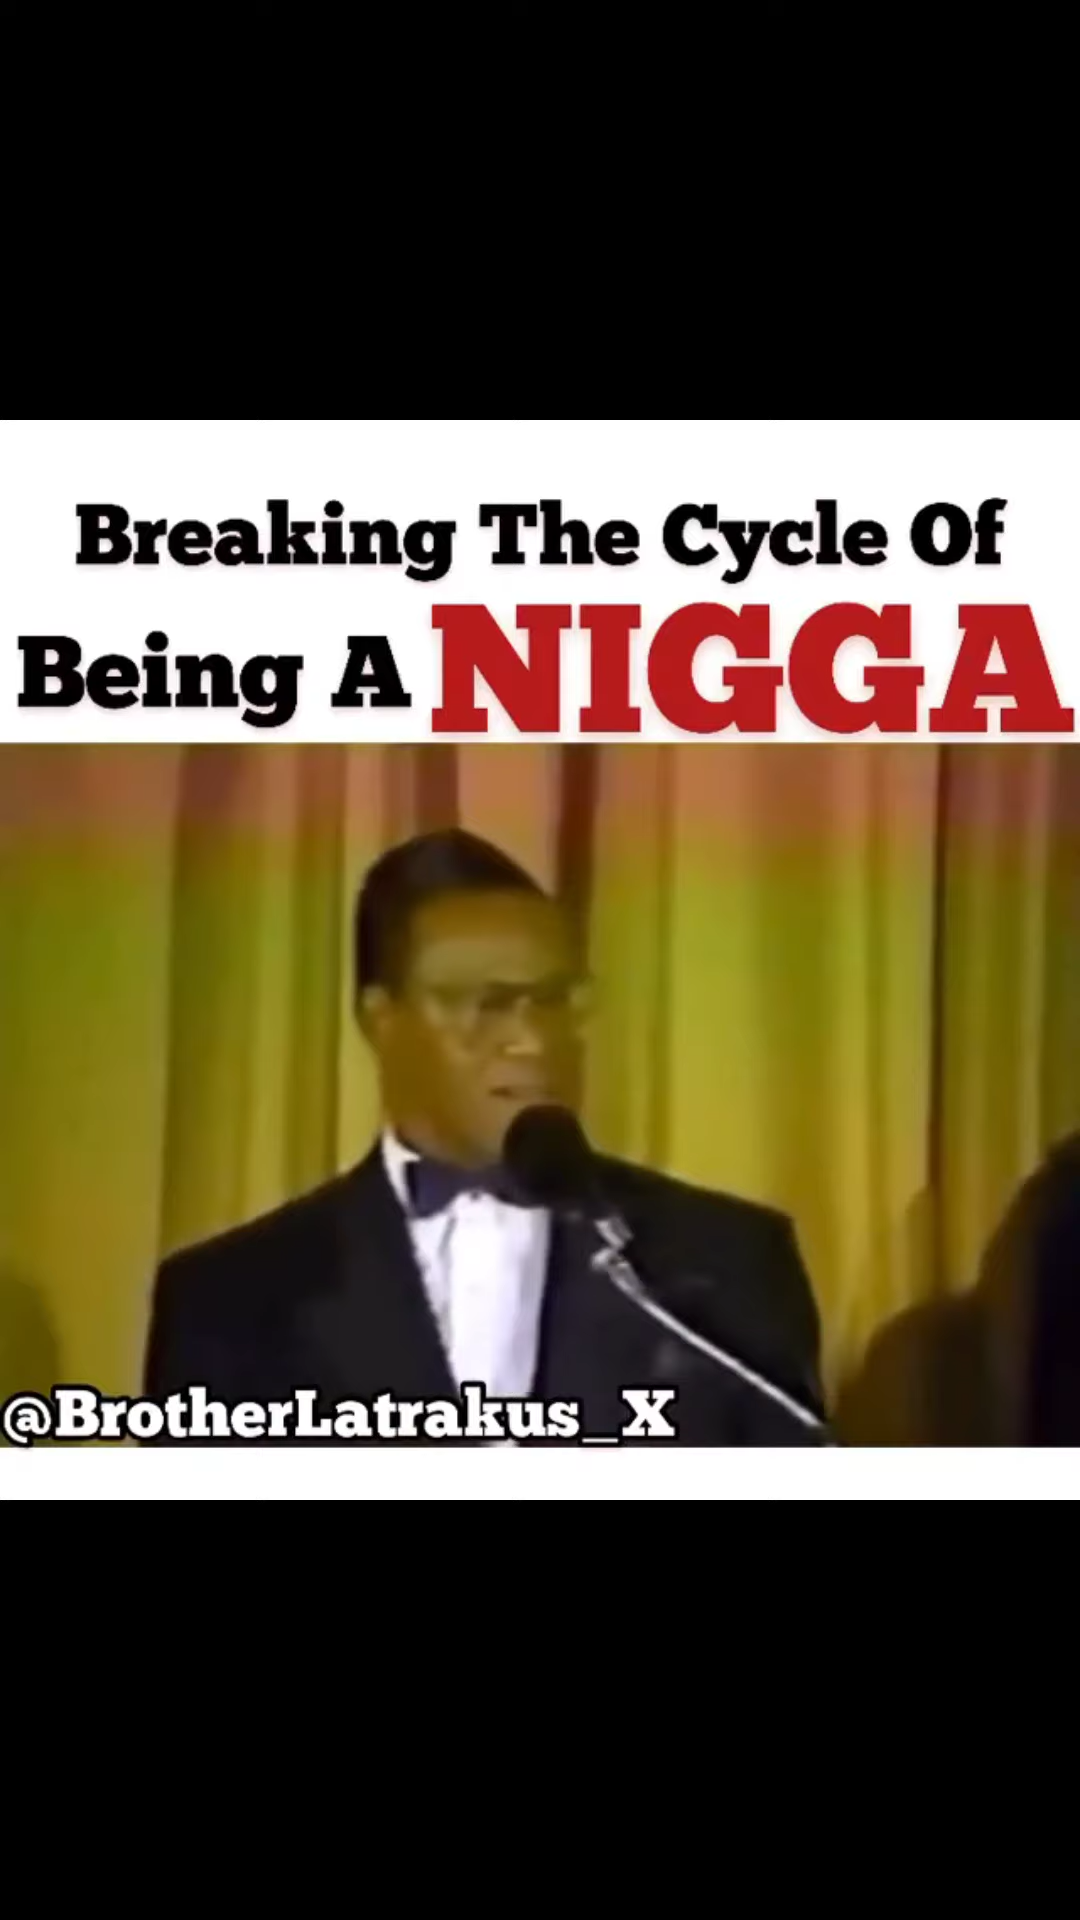 Breaking The Cycle Of
Being A NIGGA
@BrotherLatrakus_X